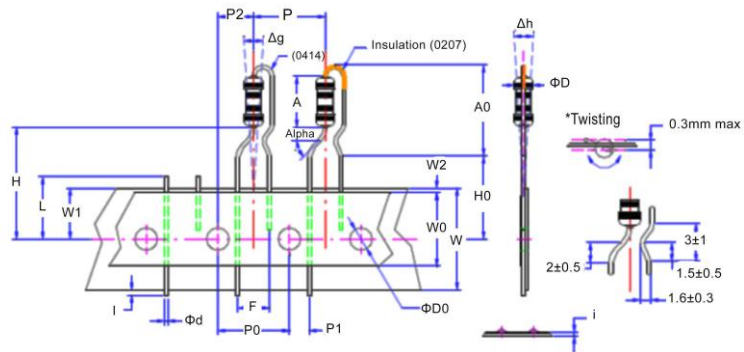 P2
P
Δh
Δg
(0414)
Insulation (0207)
ΦD
A
A0
*Twisting
0.3mm max
Alpha
H
L
W1
W2
H0
W0
W
3±1
2±0.5
1.5±0.5
1.6±0.3
I
F
Φd
P0
P1
ΦD0
i